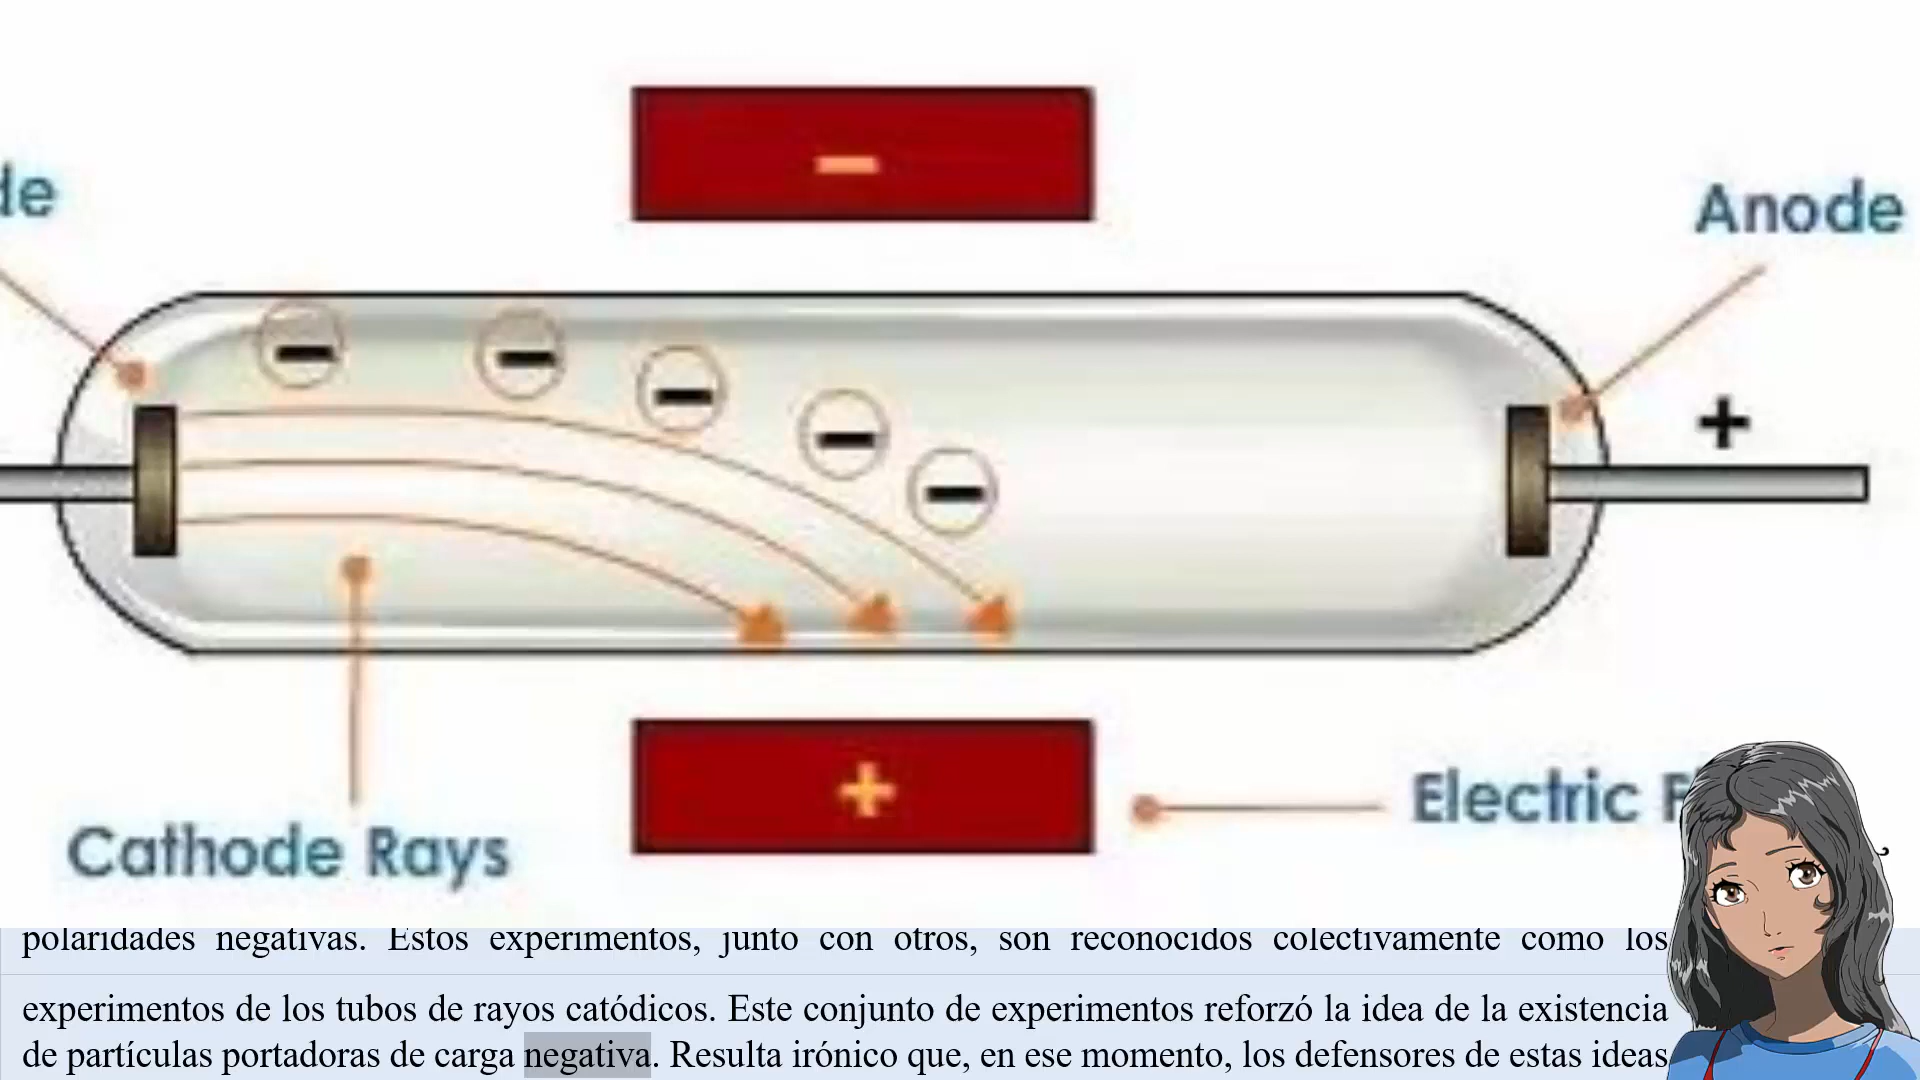 de
Anode
−
+
Cathode Rays
+
Electric F
polaridades negativas. Estos experimentos, junto con otros, son reconocidos colectivamente como los
experimentos de los tubos de rayos catódicos. Este conjunto de experimentos reforzó la idea de la existencia
de partículas portadoras de carga negativa. Resulta irónico que, en ese momento, los defensores de estas ideas